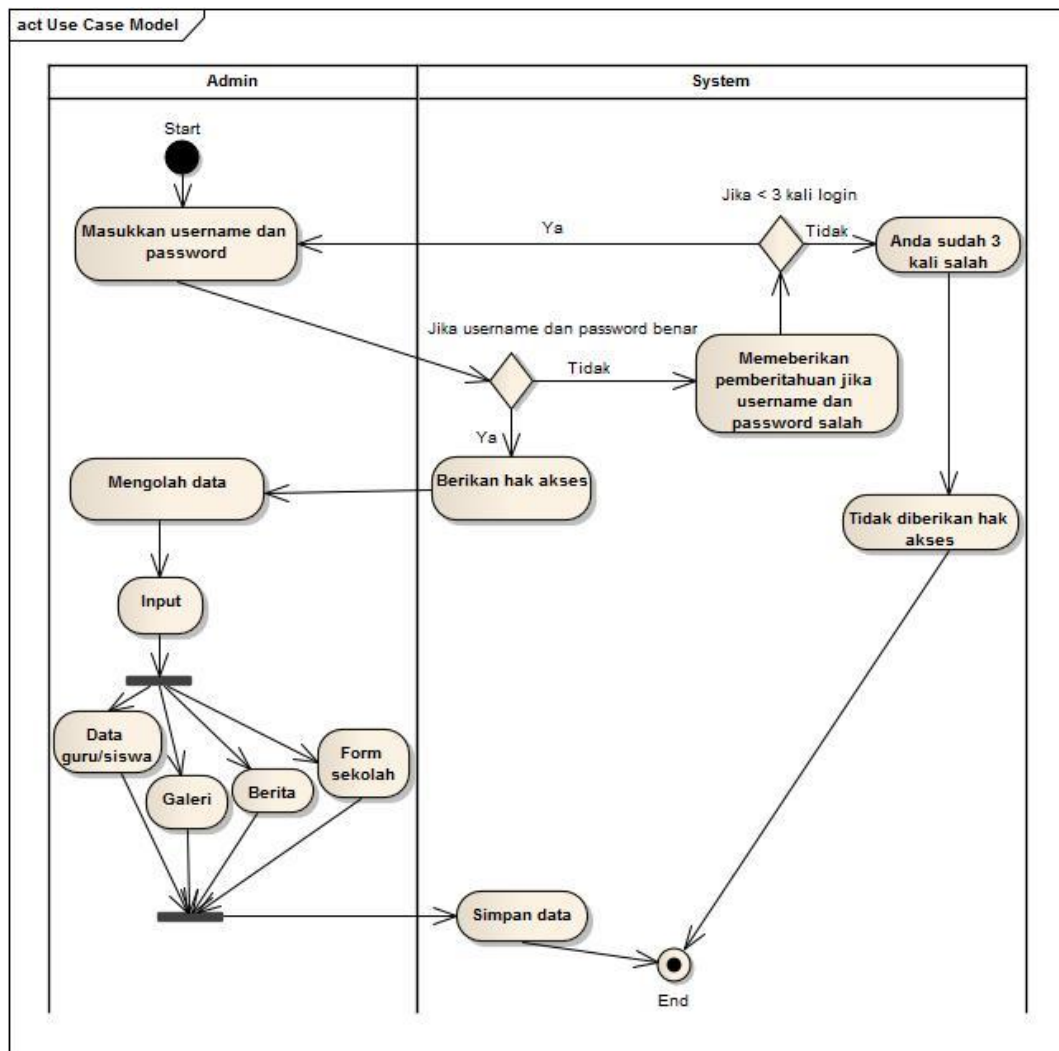 act Use Case Model
Admin
System
Start
Masukkan username dan
password
Ya
Jika < 3 kali login
Tidak
Anda sudah 3
kali salah
Jika username dan password benar
Tidak
Memeberikan
pemberitahuan jika
username dan
password salah
Ya
Berikan hak akses
Mengolah data
Tidak diberikan hak
akses
Input
Data
guru/siswa
Galeri
Berita
Form
sekolah
Simpan data
End